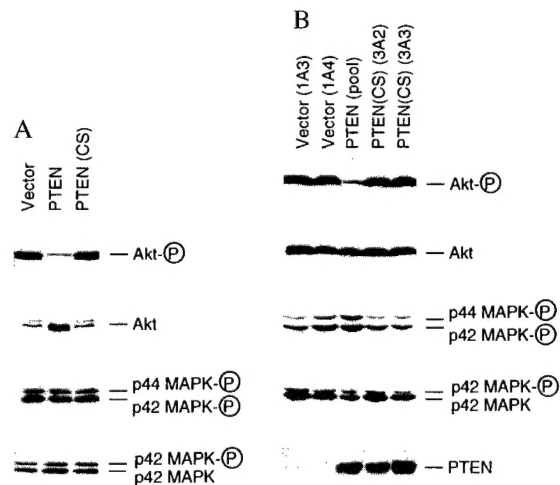 A
Vector
PTEN
PTEN (CS)
Akt-Ⓟ
Akt
p44 MAPK-Ⓟ
p42 MAPK-Ⓟ
p42 MAPK-Ⓟ
p42 MAPK
B
Vector (1A3)
Vector (1A4)
PTEN (pool)
PTEN(CS) (3A2)
PTEN(CS) (3A3)
Akt-Ⓟ
Akt
p44 MAPK-Ⓟ
p42 MAPK-Ⓟ
p42 MAPK-Ⓟ
p42 MAPK
PTEN